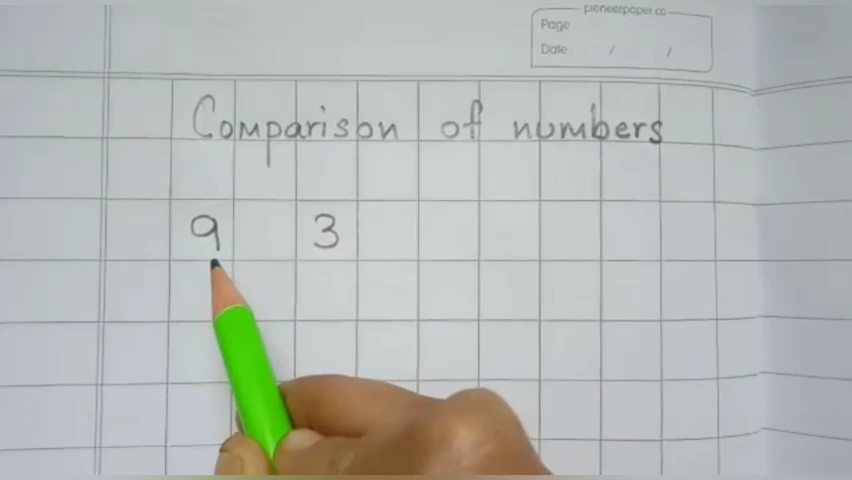 pioneerpaper.co
Page :
Date : / /
Comparison of numbers
9 3